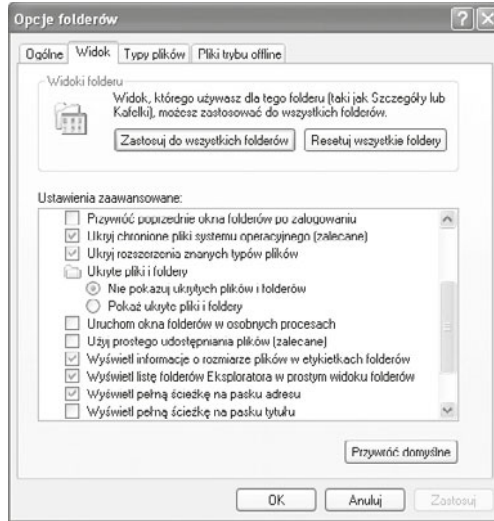 Opcje folderów
Ogólne Widok Typy plików Pliki trybu offline
Widoki folderu
Widok, którego używasz dla tego folderu (taki jak Szczegóły lub
Kafelki), możesz zastosować do wszystkich folderów.
Zastosuj do wszystkich folderów Resetuj wszystkie foldery
Ustawienia zaawansowane:
Przywróć poprzednie okna folderów po zalogowaniu
Ukryj chronione pliki systemu operacyjnego (zalecane)
Ukryj rozszerzenia znanych typów plików
Ukryte pliki i foldery
Nie pokazuj ukrytych plików i folderów
Pokaż ukryte pliki i foldery
Uruchom okna folderów w osobnych procesach
Użyj prostego udostępniania plików (zalecane)
Wyświetl informacje o rozmiarze plików w etykietkach folderów
Wyświetl listę folderów Eksploratora w prostym widoku folderów
Wyświetl pełną ścieżkę na pasku adresu
Wyświetl pełną ścieżkę na pasku tytułu
Przywróć domyślne
OK Anuluj Zastosuj